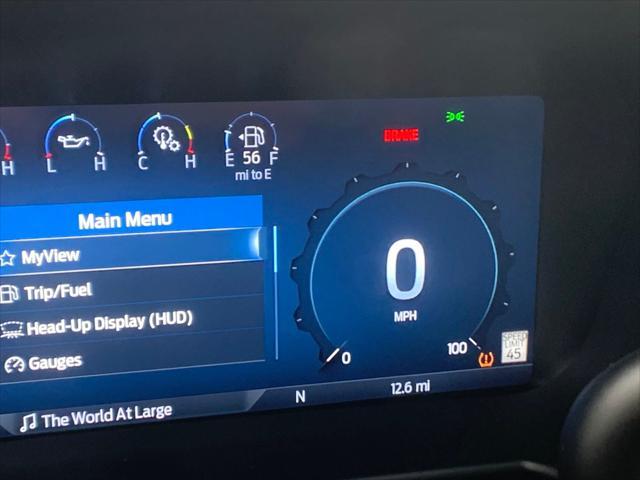 BRAKE
H
L H
C H
E 56 F
mi to E
Main Menu
MyView
Trip/Fuel
Head-Up Display (HUD)
Gauges
0
MPH
0 100
SPEED
LIMIT
45
The World At Large
N
12.6 mi